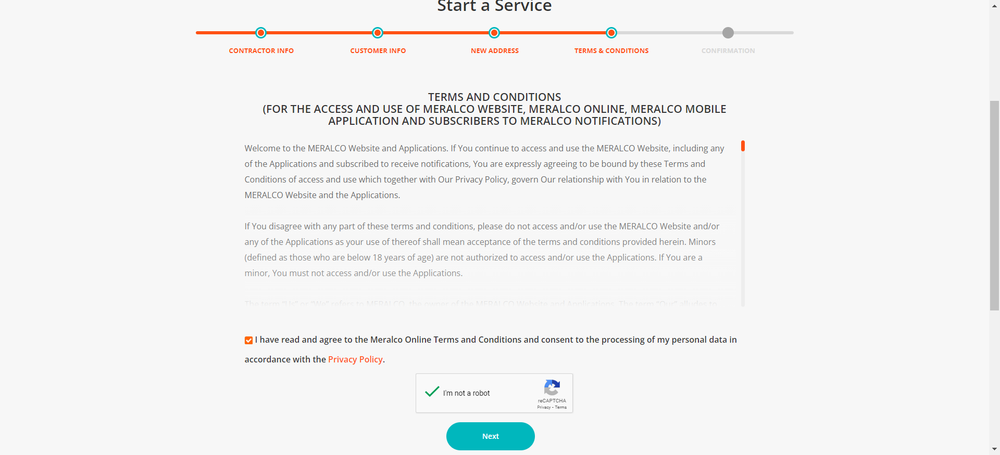 Start a Service
CONTRACTOR INFO
CUSTOMER INFO
NEW ADDRESS
TERMS & CONDITIONS
CONFIRMATION
TERMS AND CONDITIONS
(FOR THE ACCESS AND USE OF MERALCO WEBSITE, MERALCO ONLINE, MERALCO MOBILE
APPLICATION AND SUBSCRIBERS TO MERALCO NOTIFICATIONS)
Welcome to the MERALCO Website and Applications. If You continue to access and use the MERALCO Website, including any
of the Applications and subscribed to receive notifications, You are expressly agreeing to be bound by these Terms and
Conditions of access and use which together with Our Privacy Policy, govern Our relationship with You in relation to the
MERALCO Website and the Applications.
If You disagree with any part of these terms and conditions, please do not access and/or use the MERALCO Website and/or
any of the Applications as your use of thereof shall mean acceptance of the terms and conditions provided herein. Minors
(defined as those who are below 18 years of age) are not authorized to access and/or use the Applications. If You are a
minor, You must not access and/or use the Applications.
The term “Us” or “We” refers to MERALCO, the owner of the MERALCO Website and Applications. The term “Our” alludes to
I have read and agree to the Meralco Online Terms and Conditions and consent to the processing of my personal data in
accordance with the Privacy Policy.
I'm not a robot
reCAPTCHA
Privacy - Terms
Next